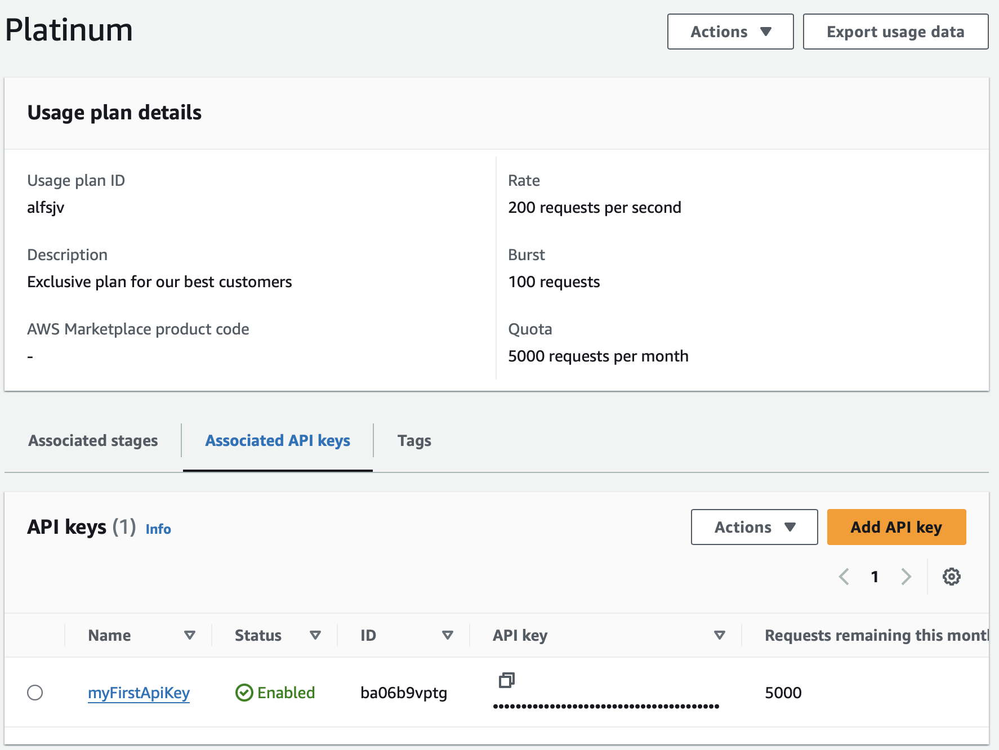 Platinum
Actions
Export usage data
Usage plan details
Usage plan ID
alfsjv
Description
Exclusive plan for our best customers
AWS Marketplace product code
-
Rate
200 requests per second
Burst
100 requests
Quota
5000 requests per month
Associated stages
Associated API keys
Tags
API keys (1) Info
Actions
Add API key
1
Name Status ID API key Requests remaining this mont
myFirstApiKey Enabled ba06b9vptg 5000